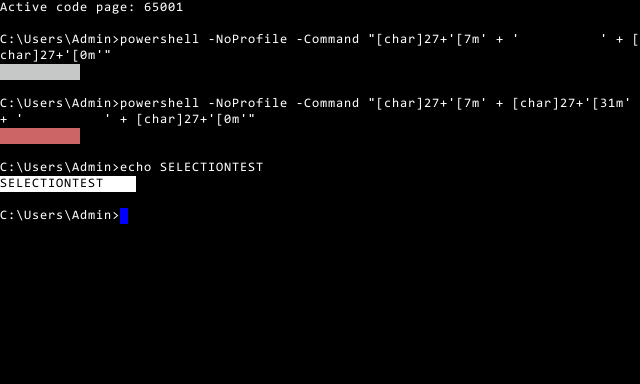 Active code page: 65001
C:\Users\Admin>powershell -NoProfile -Command "[char]27+'[7m' + '          ' + [
char]27+'[0m'"
C:\Users\Admin>powershell -NoProfile -Command "[char]27+'[7m' + [char]27+'[31m'
+ '          ' + [char]27+'[0m'"
C:\Users\Admin>echo SELECTIONTEST
SELECTIONTEST
C:\Users\Admin>